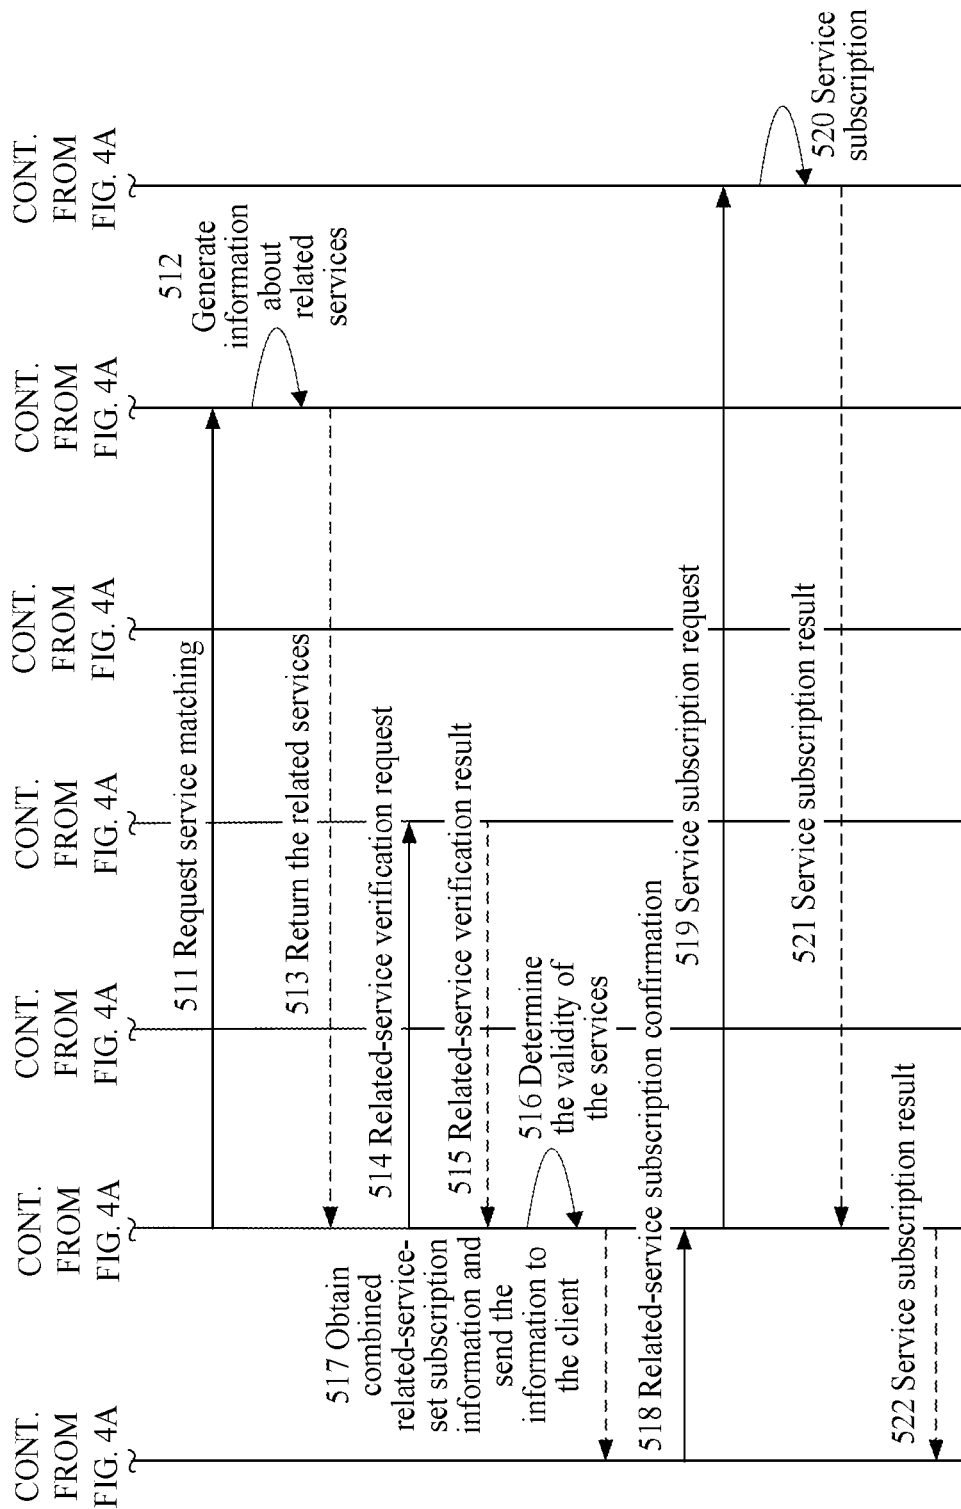 CONT.
FROM
FIG. 4A
CONT.
FROM
FIG. 4A
CONT.
FROM
FIG. 4A
CONT.
FROM
FIG. 4A
CONT.
FROM
FIG. 4A
CONT.
FROM
FIG. 4A
CONT.
FROM
FIG. 4A
511 Request service matching
512
Generate
information
about
related
services
513 Return the related services
514 Related-service verification request
515 Related-service verification result
516 Determine
the validity of
the services
517 Obtain
combined
related-service-
set subscription
information and
send the
information to
the client
518 Related-service subscription confirmation
519 Service subscription request
520 Service
subscription
521 Service subscription result
522 Service subscription result